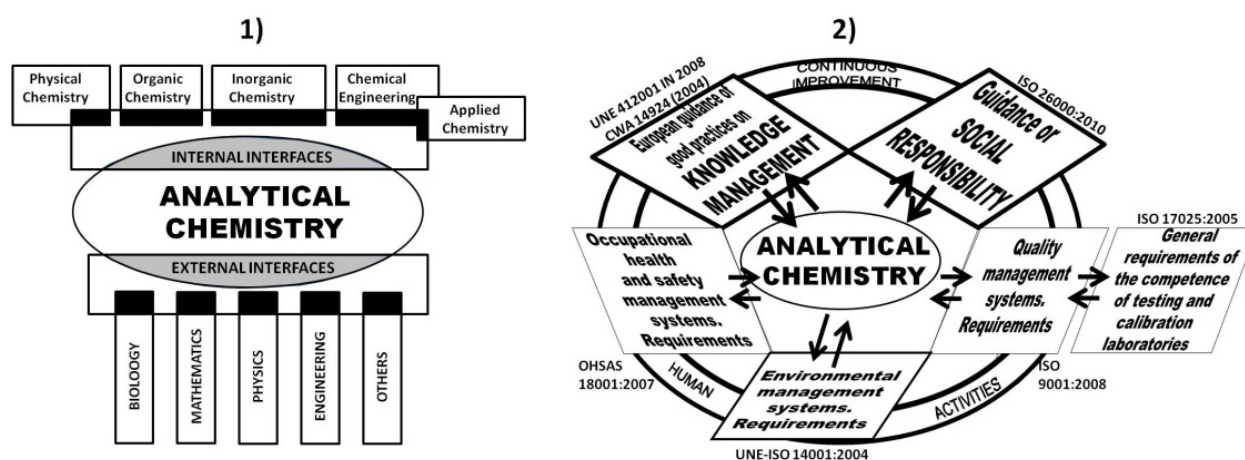 1)
Physical
Chemistry
Organic
Chemistry
Inorganic
Chemistry
Chemical
Engineering
Applied
Chemistry
INTERNAL INTERFACES
ANALYTICAL
CHEMISTRY
EXTERNAL INTERFACES
BIOLOOGY
MATHEMATICS
PHYSICS
ENGINEERING
OTHERS
2)
CONTINUOUS
IMPROVEMENT
UNE 412001 IN 2008
CWA 14924 (2004)
European guidance of
good practices on
KNOWLEDGE
MANAGEMENT
ISO 26000:2010
Guidance or
SOCIAL
RESPONSIBILITY
ANALYTICAL
CHEMISTRY
Occupational
health
and safety
management
systems.
Requirements
OHSAS
18001:2007
Quality
management
systems.
Requirements
ISO
9001:2008
ISO 17025:2005
General
requirements of
the competence
of testing and
calibration
laboratories
HUMAN
ACTIVITIES
Environmental
management
systems.
Requirements
UNE-ISO 14001:2004